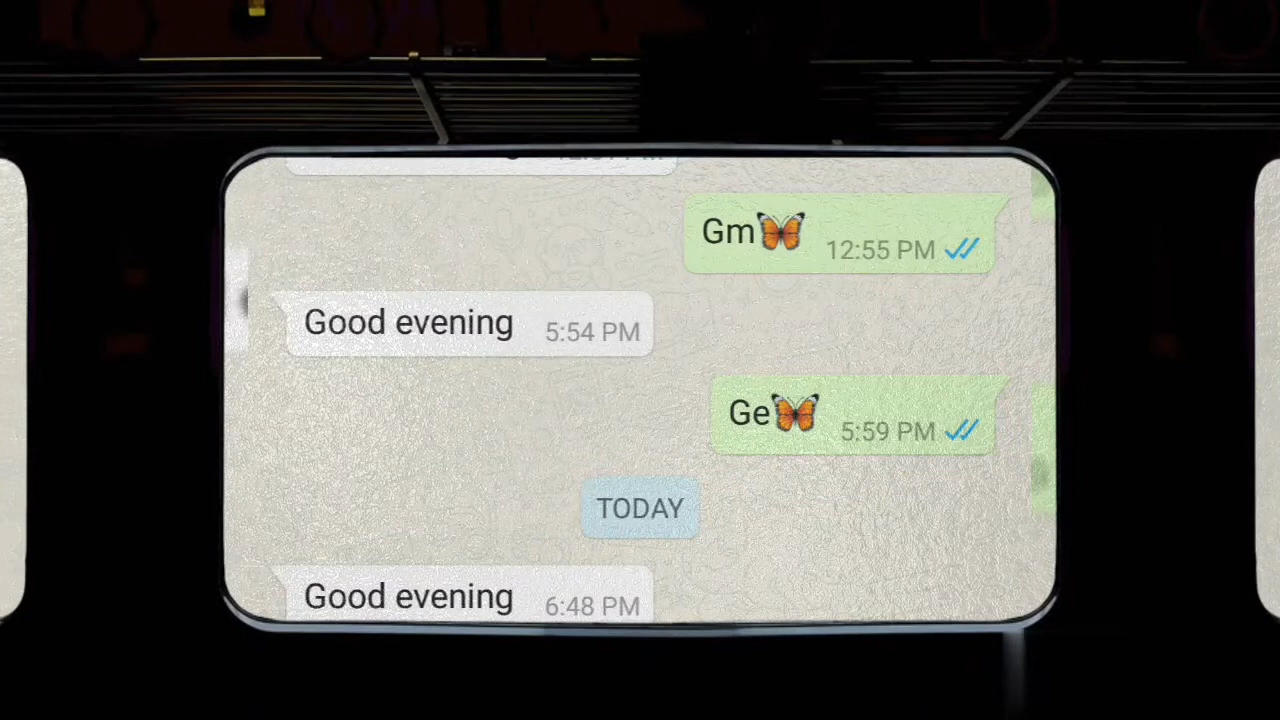 Gm🦋 12:55 PM
Good evening 5:54 PM
Ge🦋 5:59 PM
TODAY
Good evening 6:48 PM